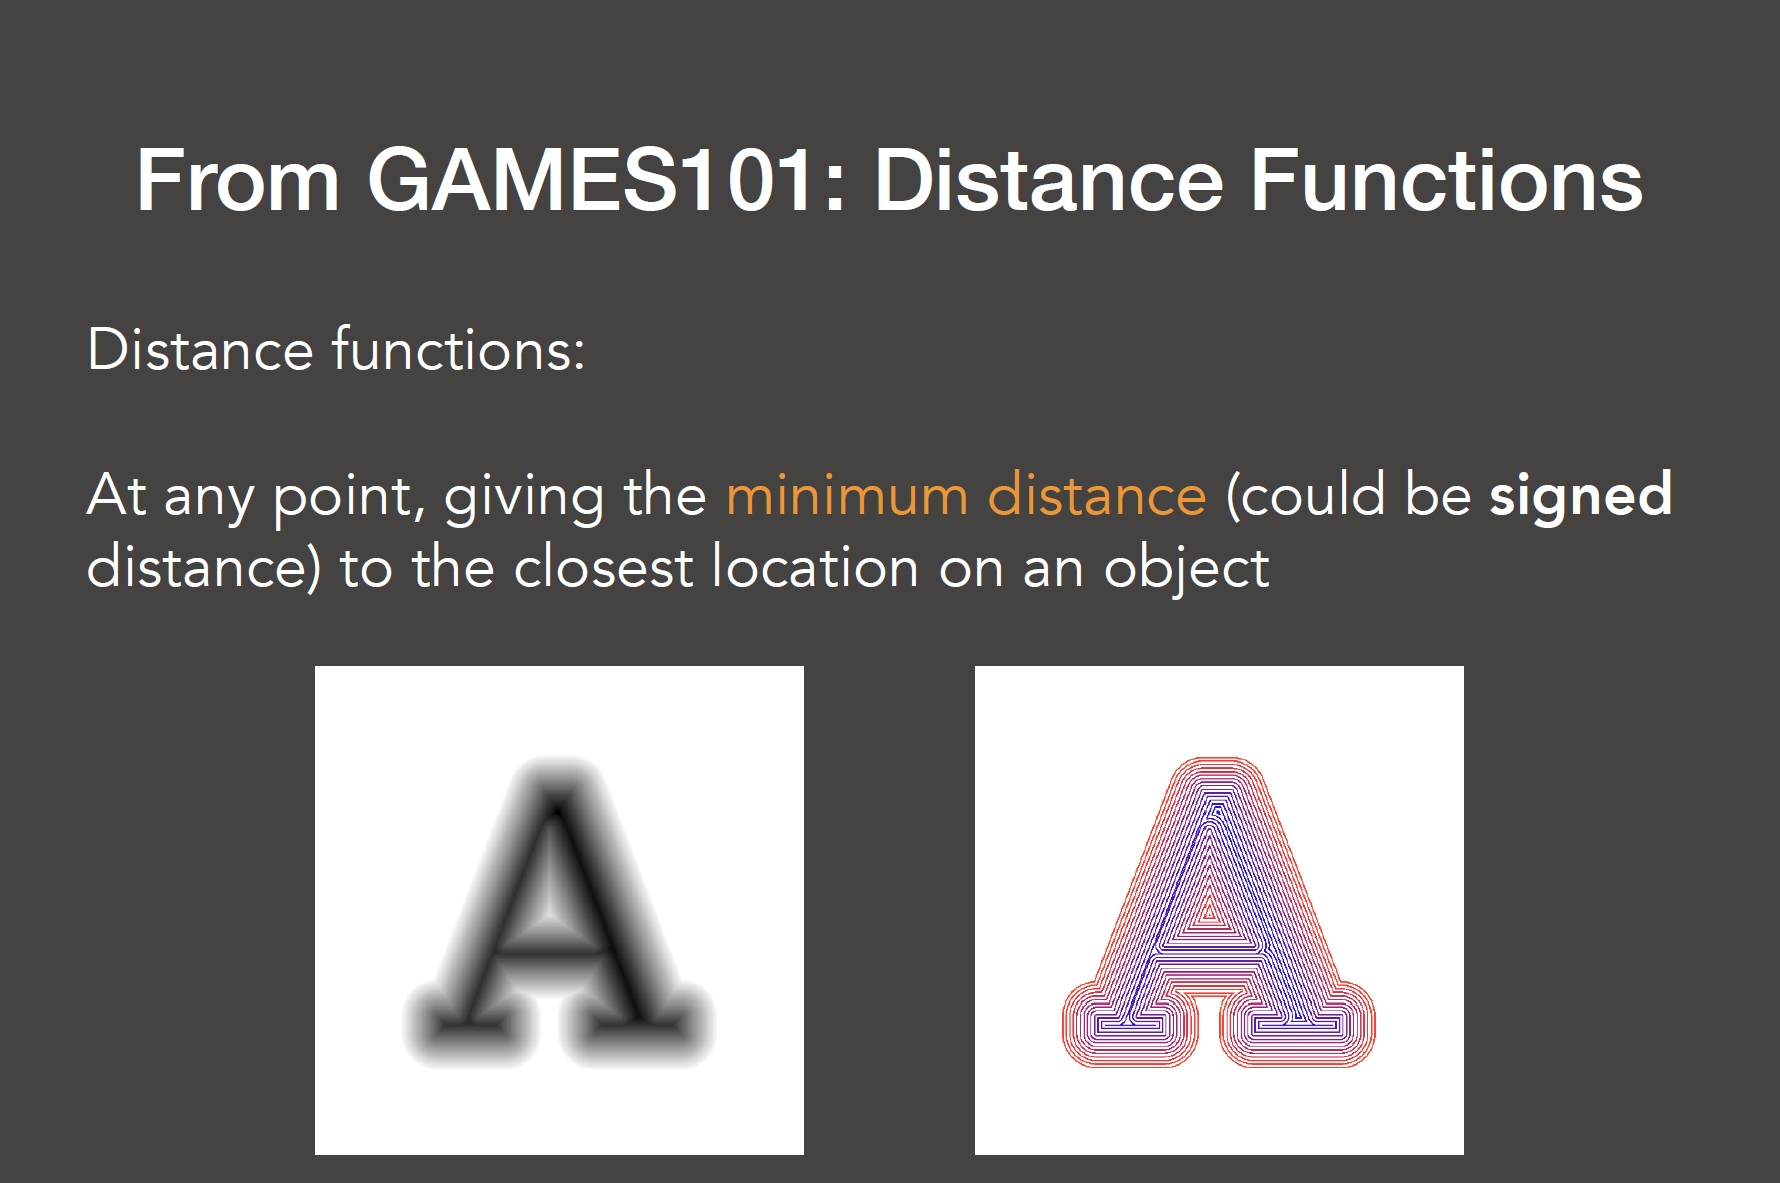 From GAMES101: Distance Functions
Distance functions:
At any point, giving the minimum distance (could be signed
distance) to the closest location on an object
A
A